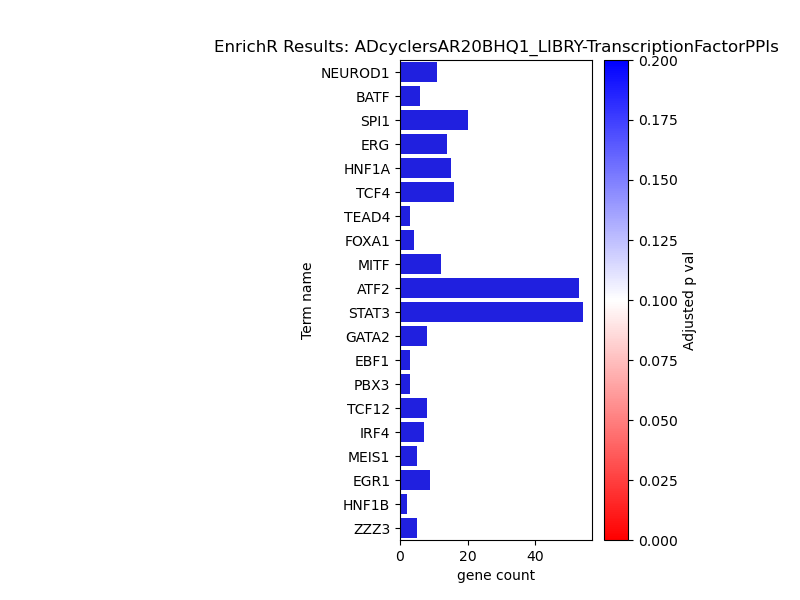 EnrichR Results: ADcyclersAR20BHQ1_LIBRY-TranscriptionFactorPPIs
NEUROD1
BATF
SPI1
ERG
HNF1A
TCF4
TEAD4
FOXA1
MITF
ATF2
STAT3
GATA2
EBF1
PBX3
TCF12
IRF4
MEIS1
EGR1
HNF1B
ZZZ3
Term name
0 20 40
gene count
0.200
0.175
0.150
0.125
0.100
0.075
0.050
0.025
0.000
Adjusted p val